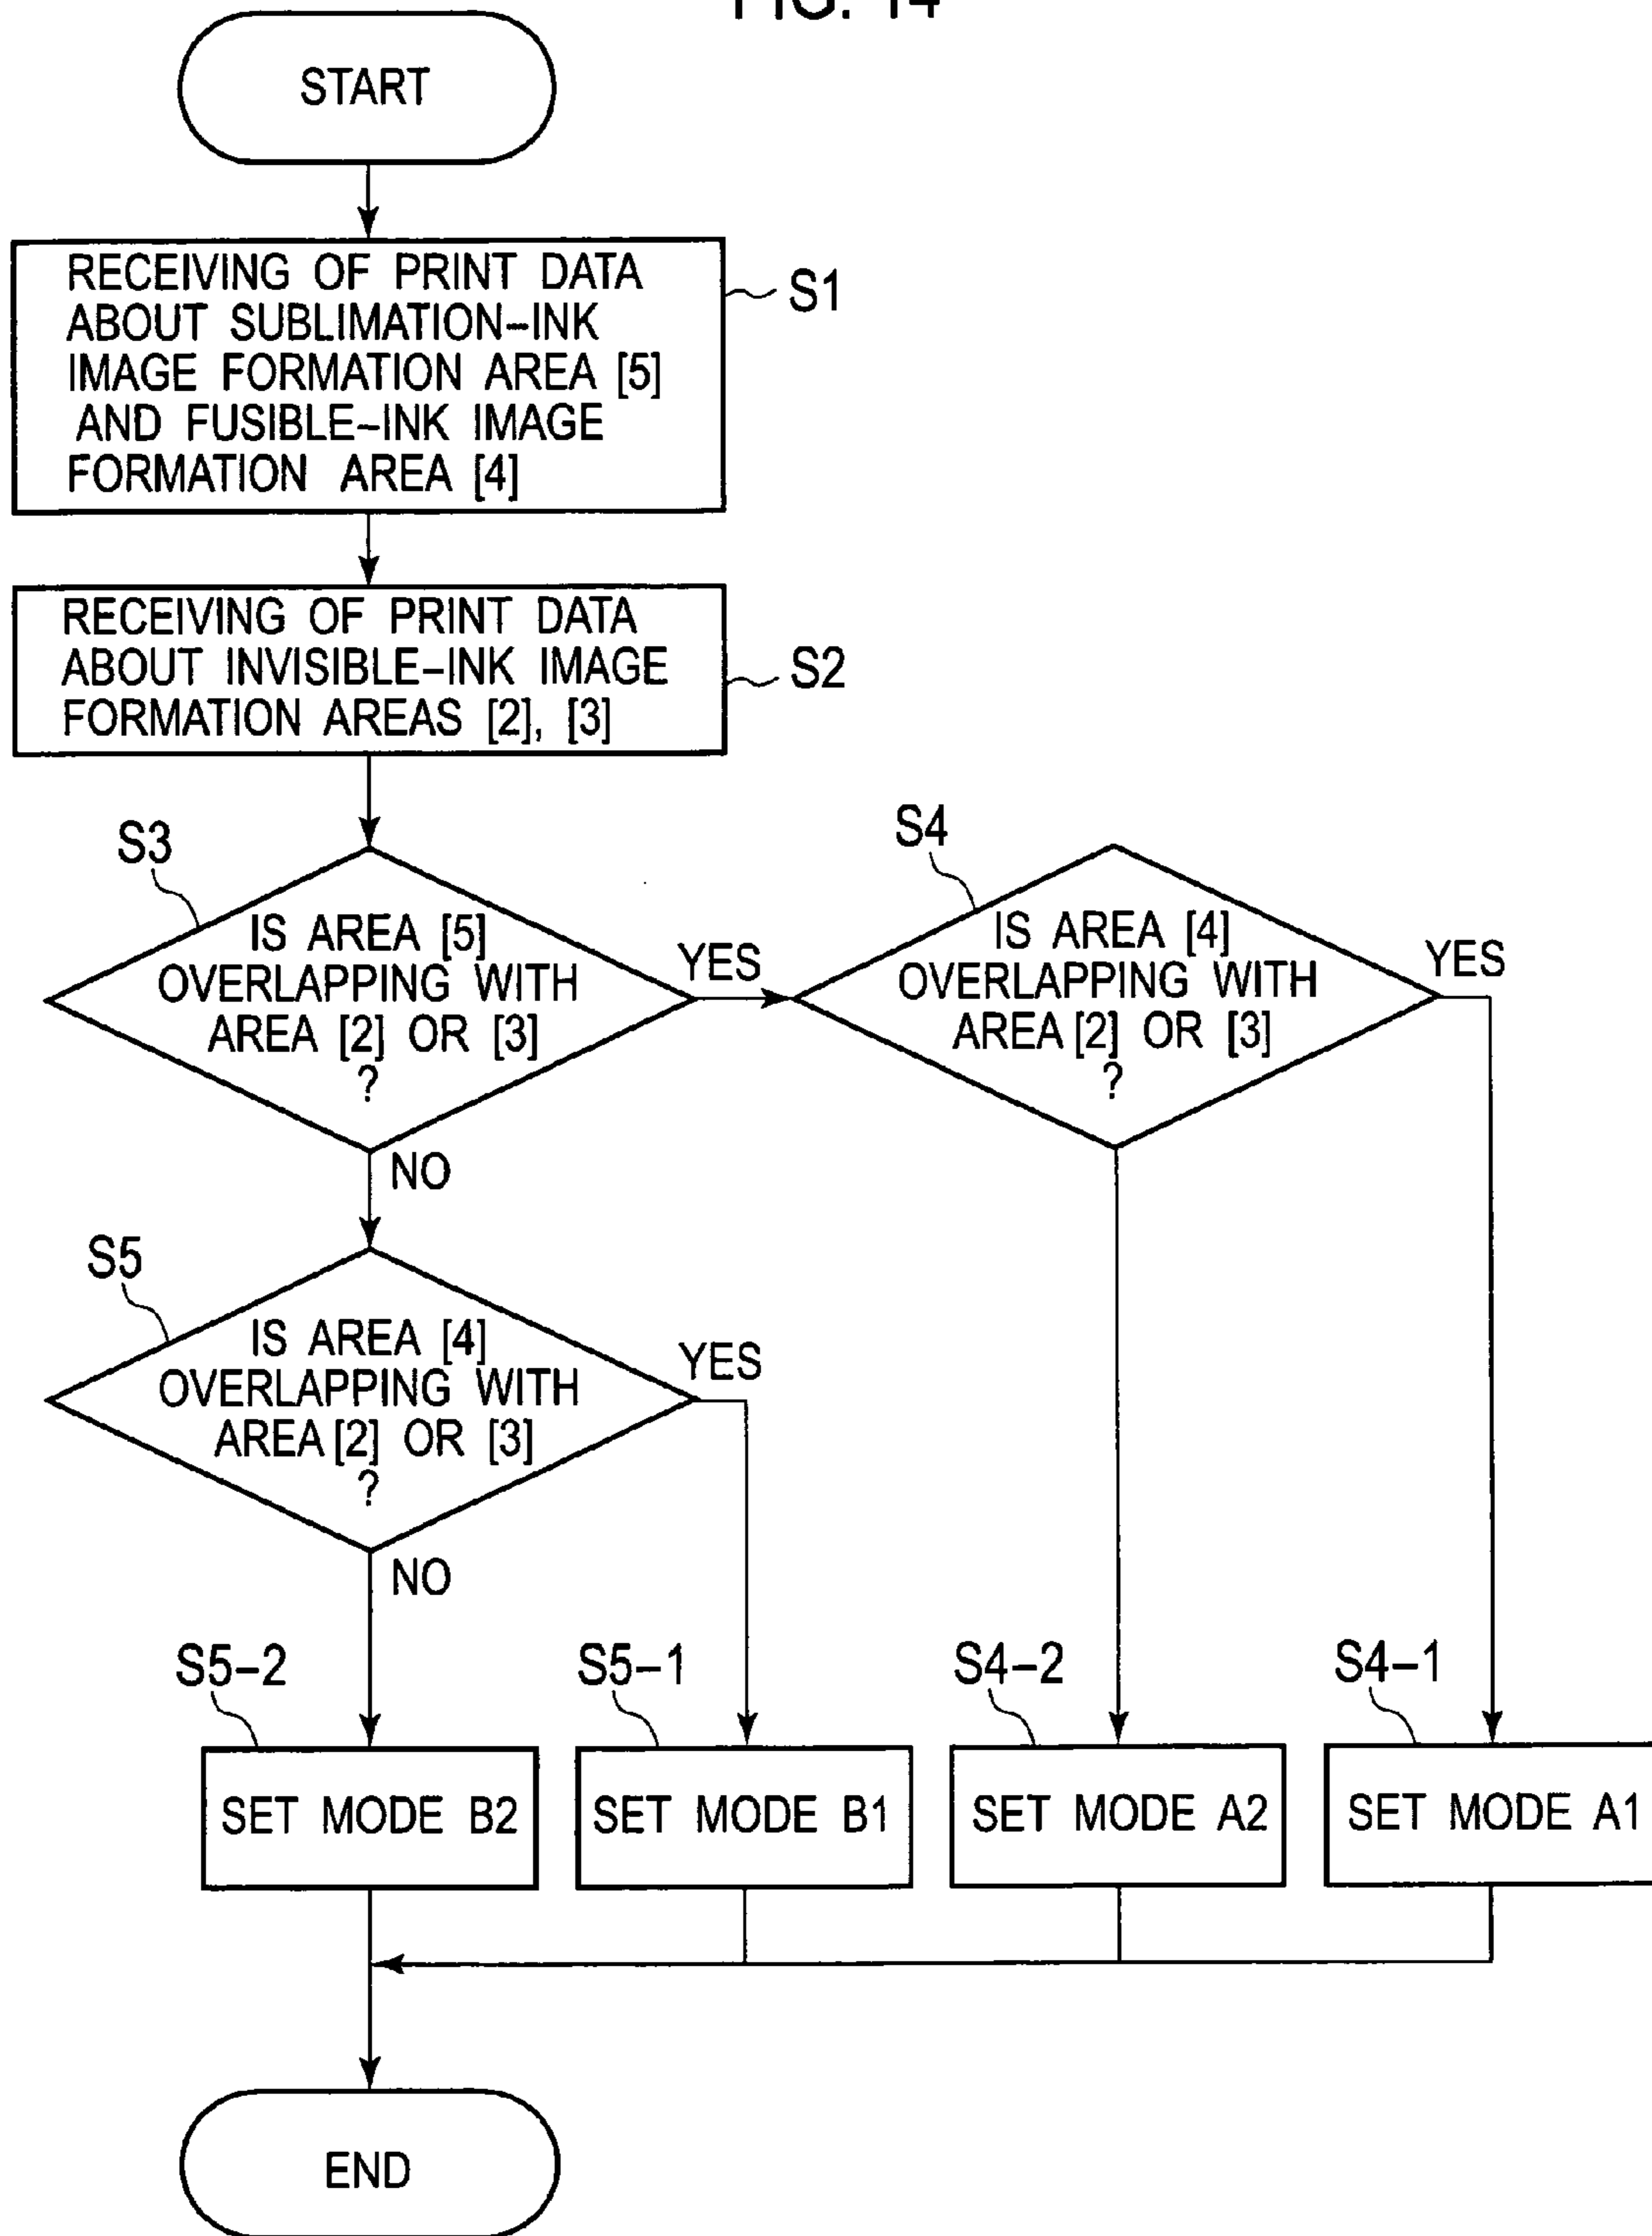 FIG. 14
START
RECEIVING OF PRINT DATA
ABOUT SUBLIMATION-INK
IMAGE FORMATION AREA [5]
AND FUSIBLE-INK IMAGE
FORMATION AREA [4]
S1
RECEIVING OF PRINT DATA
ABOUT INVISIBLE-INK IMAGE
FORMATION AREAS [2], [3]
S2
S3
IS AREA [5]
OVERLAPPING WITH
AREA [2] OR [3]
?
YES
NO
S4
IS AREA [4]
OVERLAPPING WITH
AREA [2] OR [3]
?
YES
S5
IS AREA [4]
OVERLAPPING WITH
AREA [2] OR [3]
?
YES
NO
S5-2
SET MODE B2
S5-1
SET MODE B1
S4-2
SET MODE A2
S4-1
SET MODE A1
END